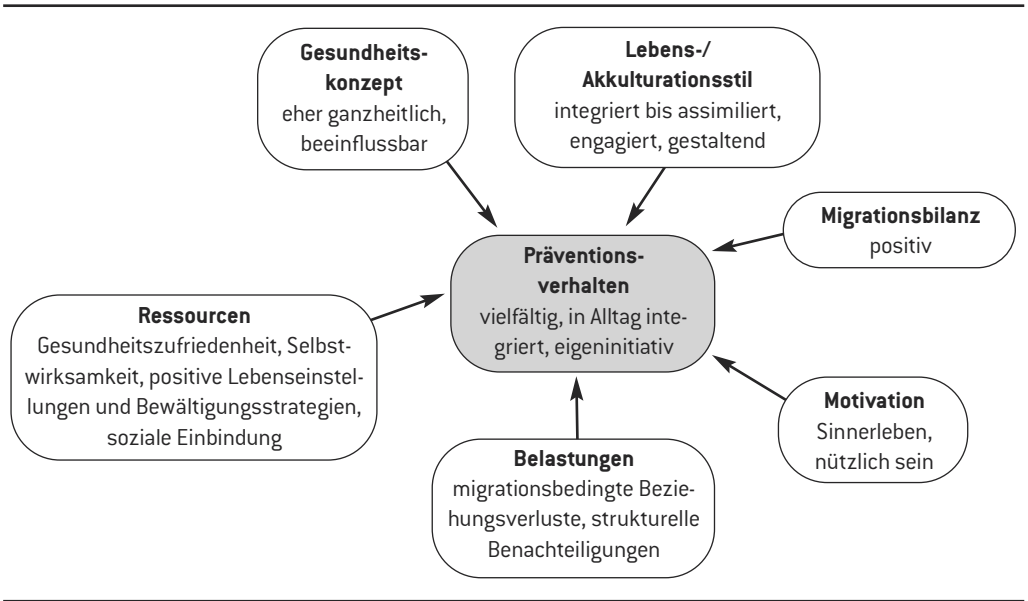 Gesundheits-
konzept
eher ganzheitlich,
beeinflussbar
Lebens-/
Akkulturationsstil
integriert bis assimiliert,
engagiert, gestaltend
Migrationsbilanz
positiv
Präventions-
verhalten
vielfältig, in Alltag inte-
griert, eigeninitiativ
Ressourcen
Gesundheitszufriedenheit, Selbst-
wirksamkeit, positive Lebenseinstel-
lungen und Bewältigungsstrategien,
soziale Einbindung
Motivation
Sinnerleben,
nützlich sein
Belastungen
migrationsbedingte Bezie-
hungsverluste, strukturelle
Benachteiligungen